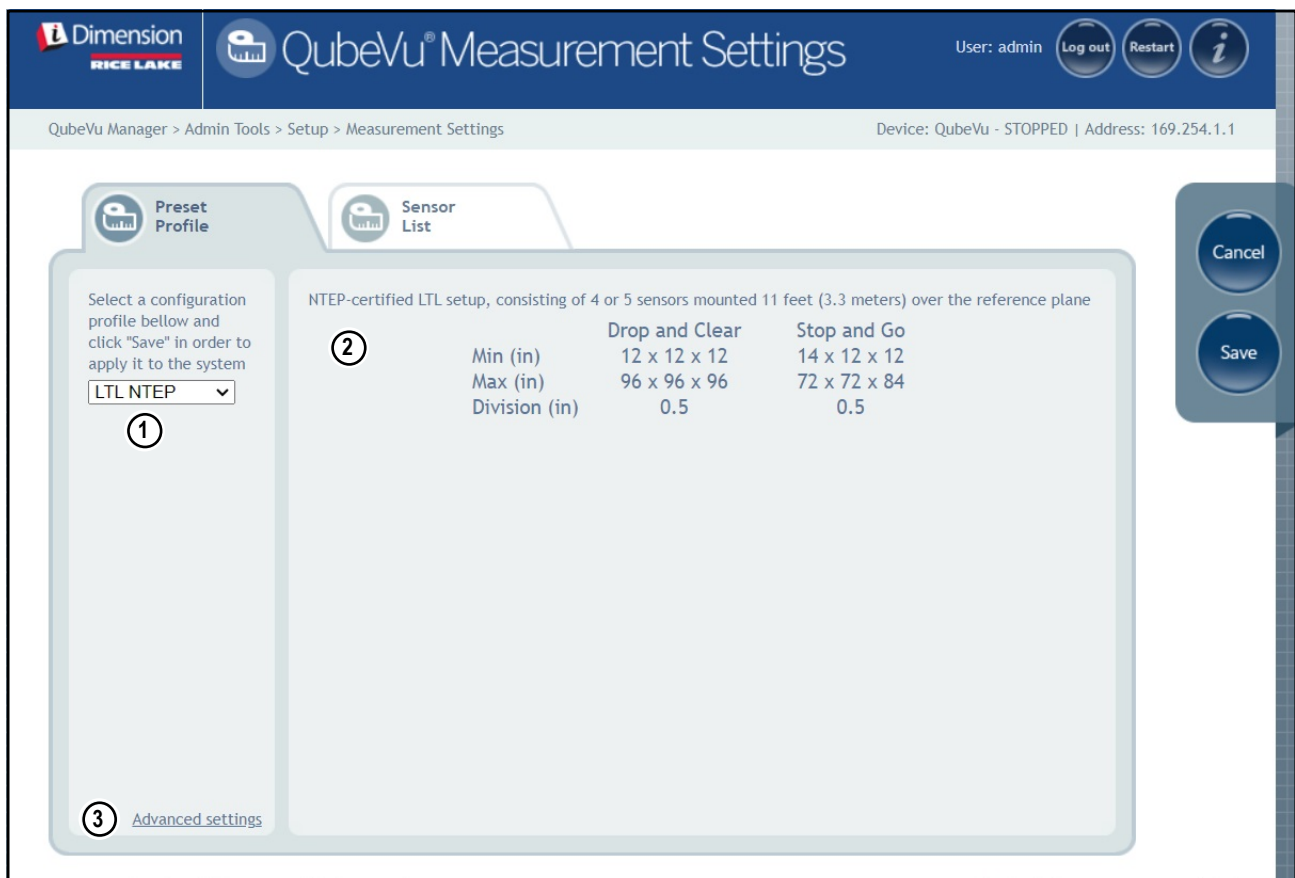 i Dimension
RICE LAKE
QubeVu® Measurement Settings
User: admin
Log out
Restart
i
QubeVu Manager > Admin Tools > Setup > Measurement Settings
Device: QubeVu - STOPPED | Address: 169.254.1.1
Preset
Profile
Sensor
List
Cancel
Save
Select a configuration
profile bellow and
click "Save" in order to
apply it to the system
LTL NTEP
1
NTEP-certified LTL setup, consisting of 4 or 5 sensors mounted 11 feet (3.3 meters) over the reference plane
2
Drop and Clear Stop and Go
Min (in) 12 x 12 x 12 14 x 12 x 12
Max (in) 96 x 96 x 96 72 x 72 x 84
Division (in) 0.5 0.5
3 Advanced settings